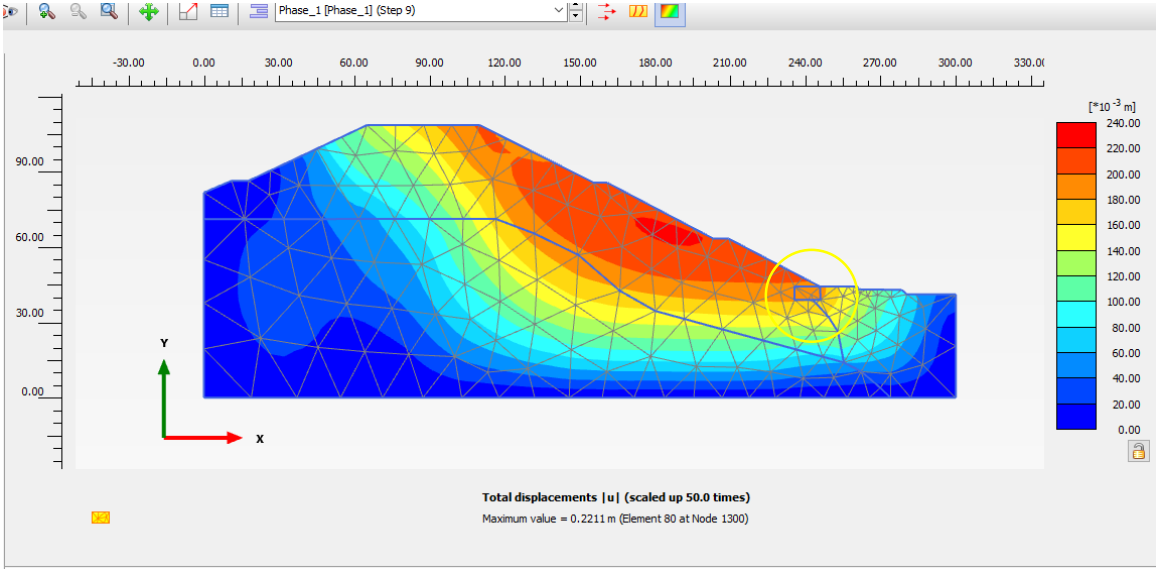 Phase_1 [Phase_1] (Step 9)
-30.00 0.00 30.00 60.00 90.00 120.00 150.00 180.00 210.00 240.00 270.00 300.00 330.0
[*10 -3 m]
240.00
220.00
200.00
180.00
160.00
140.00
120.00
100.00
80.00
60.00
40.00
20.00
0.00
90.00
60.00
30.00
0.00
Y
X
Total displacements |u| (scaled up 50.0 times)
Maximum value = 0.2211 m (Element 80 at Node 1300)